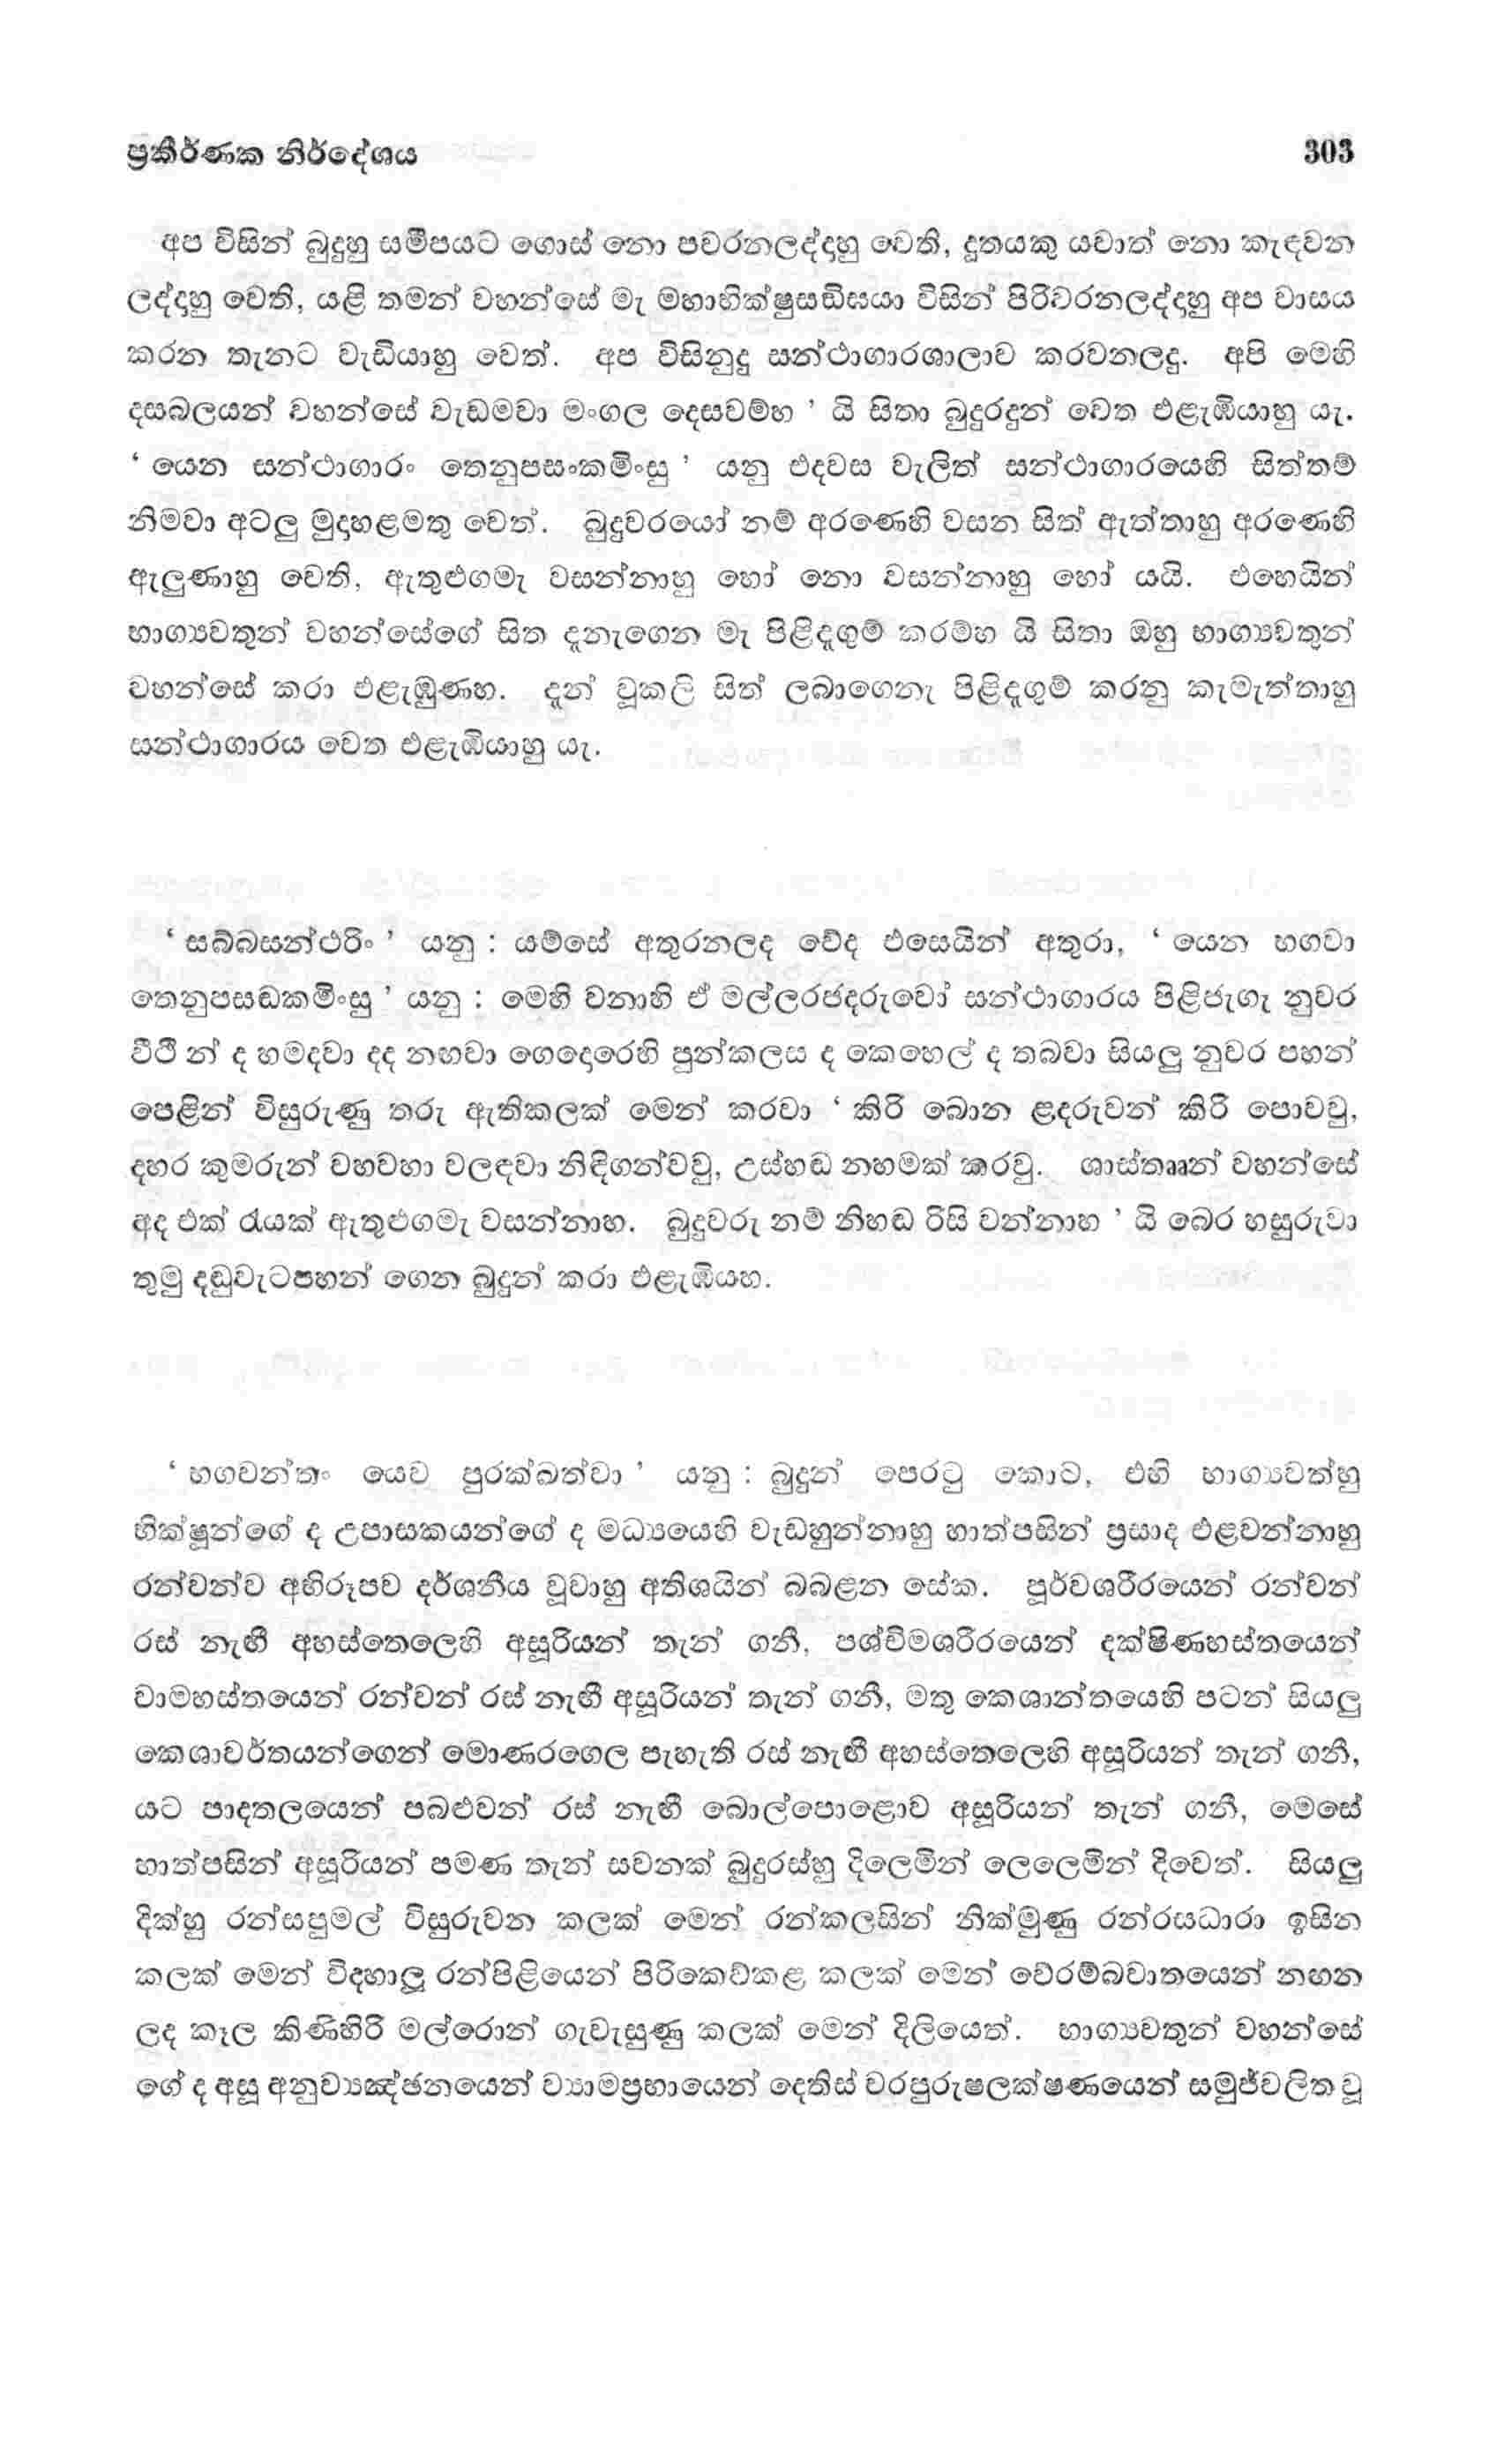 ප්‍රකීර්ණක නිර්දේශය 303
අප විසින් බුදුහු සමීපයට ගොස් නො පවරනලද්දහු වෙති, දූතයකු යවාත් නො කැඳවන
ලද්දහු වෙති, යළි තමන් වහන්සේ මැ මහාභික්ෂුසඞ්ඝයා විසින් පිරිවරනලද්දහු අප වාසය
කරන තැනට වැඩියාහු වෙත්. අප විසිනුදු සන්ථාගාරශාලාව කරවනලදු. අපි මෙහි
දසබලයන් වහන්සේ වැඩමවා මංගල දෙසවම්හ ’ යි සිතා බුදුරදුන් වෙත එළැඹියාහු යැ.
‘ යෙන සන්ථාගාරං තෙනුපසංකමිංසු ’ යනු එදවස වැලිත් සන්ථාගාරයෙහි සිත්තම්
නිමවා අටලු මුදහළමතු වෙත්. බුදුවරයෝ නම් අරණෙහි වසන සිත් ඇත්තාහු අරණෙහි
ඇලුණාහු වෙති, ඇතුළුගමැ වසන්නාහු හෝ නො වසන්නාහු හෝ යයි. එහෙයින්
භාග්‍යවතුන් වහන්සේගේ සිත දැනගෙන මැ පිළිදැගුම් කරම්හ යි සිතා ඔහු භාග්‍යවතුන්
වහන්සේ කරා එළැඹුණහ. දැන් වූකලි සිත් ලබාගෙනැ පිළිදැගුම් කරනු කැමැත්තාහු
සන්ථාගාරය වෙත එළැඹියාහු යැ.
‘ සබ්බසන්ථරිං ’ යනු : යම්සේ අතුරනලද වේද එසෙයින් අතුරා, ‘ යෙන භගවා
තෙනුපසඞකමිංසු ’ යනු : මෙහි වනාහි ඒ මල්ලරජදරුවෝ සන්ථාගාරය පිළිජැගෑ නුවර
වීථී න් ද හමදවා දද නඟවා ගෙදොරෙහි පුන්කලස ද කෙහෙල් ද තබවා සියලු නුවර පහන්
පෙළින් විසුරුණු තරු ඇතිකලක් මෙන් කරවා ‘ කිරි බොන ළදරුවන් කිරි පොවවු,
දහර කුමරුන් වහවහා වලඳවා නිඳිගන්වවු, උස්හඬ නහමක් කරවු. ශාස්තෲන් වහන්සේ
අද එක් රැයක් ඇතුළුගමැ වසන්නාහ. බුදුවරු නම් නිහඬ රිසි වන්නාහ ’ යි බෙර හසුරුවා
තුමු දඬුවැටපහන් ගෙන බුදුන් කරා එළැඹියහ.
‘ භගවන්තං යෙව පුරක්ඛත්වා ’ යනු : බුදුන් පෙරටු කොට, එහි භාග්‍යවක්හු
භික්ෂූන්ගේ ද උපාසකයන්ගේ ද මධ්‍යයෙහි වැඩහුන්නාහු හාත්පසින් ප්‍රසාද එළවන්නාහු
රන්වන්ව අභිරූපව දර්ශනීය වූවාහු අතිශයින් බබළන සේක. පූර්වශරීරයෙන් රන්වන්
රස් නැඟී අහස්තෙලෙහි අසූරියන් තැන් ගනී, පශ්චිමශරීරයෙන් දක්ෂිණහස්තයෙන්
වාමහස්තයෙන් රන්වන් රස් නැඟී අසූරියන් තැන් ගනී, මතු කෙශාන්තයෙහි පටන් සියලු
කෙශාවර්තයන්ගෙන් මොණරගෙල පැහැති රස් නැඟී අහස්තෙලෙහි අසූරියන් තැන් ගනී,
යට පාදතලයෙන් පබළුවන් රස් නැඟී බොල්පොළොව අසූරියන් තැන් ගනී, මෙසේ
හාත්පසින් අසූරියන් පමණ තැන් සවනක් බුදුරස්හු දිලෙමින් ලෙලෙමින් දිවෙත්. සියලු
දික්හු රන්සපුමල් විසුරුවන කලක් මෙන් රන්කලසින් නික්මුණු රන්රසධාරා ඉසින
කලක් මෙන් විදහාලූ රන්පිළියෙන් පිරිකෙව්කළ කලක් මෙන් වේරම්බවාතයෙන් නඟන
ලද කෑල කිණිහිරි මල්රොන් ගැවැසුණු කලක් මෙන් දිලියෙත්. භාග්‍යවතුන් වහන්සේ
ගේ ද අසූ අනුව්‍යඤ්ජනයෙන් ව්‍යාමප්‍රභායෙන් දෙතිස් වරපුරුෂලක්ෂණයෙන් සමුජ්වලිත වූ